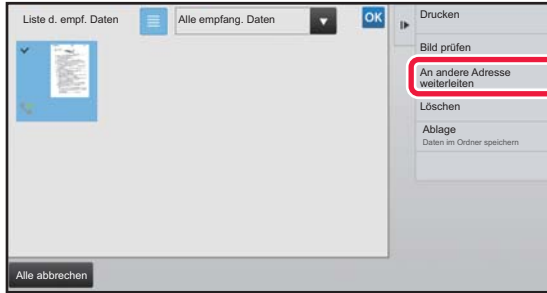 Liste d. empf. Daten
Alle empfang. Daten
OK
Drucken
Bild prüfen
An andere Adresse
weiterleiten
Löschen
Ablage
Daten im Ordner speichern
Alle abbrechen